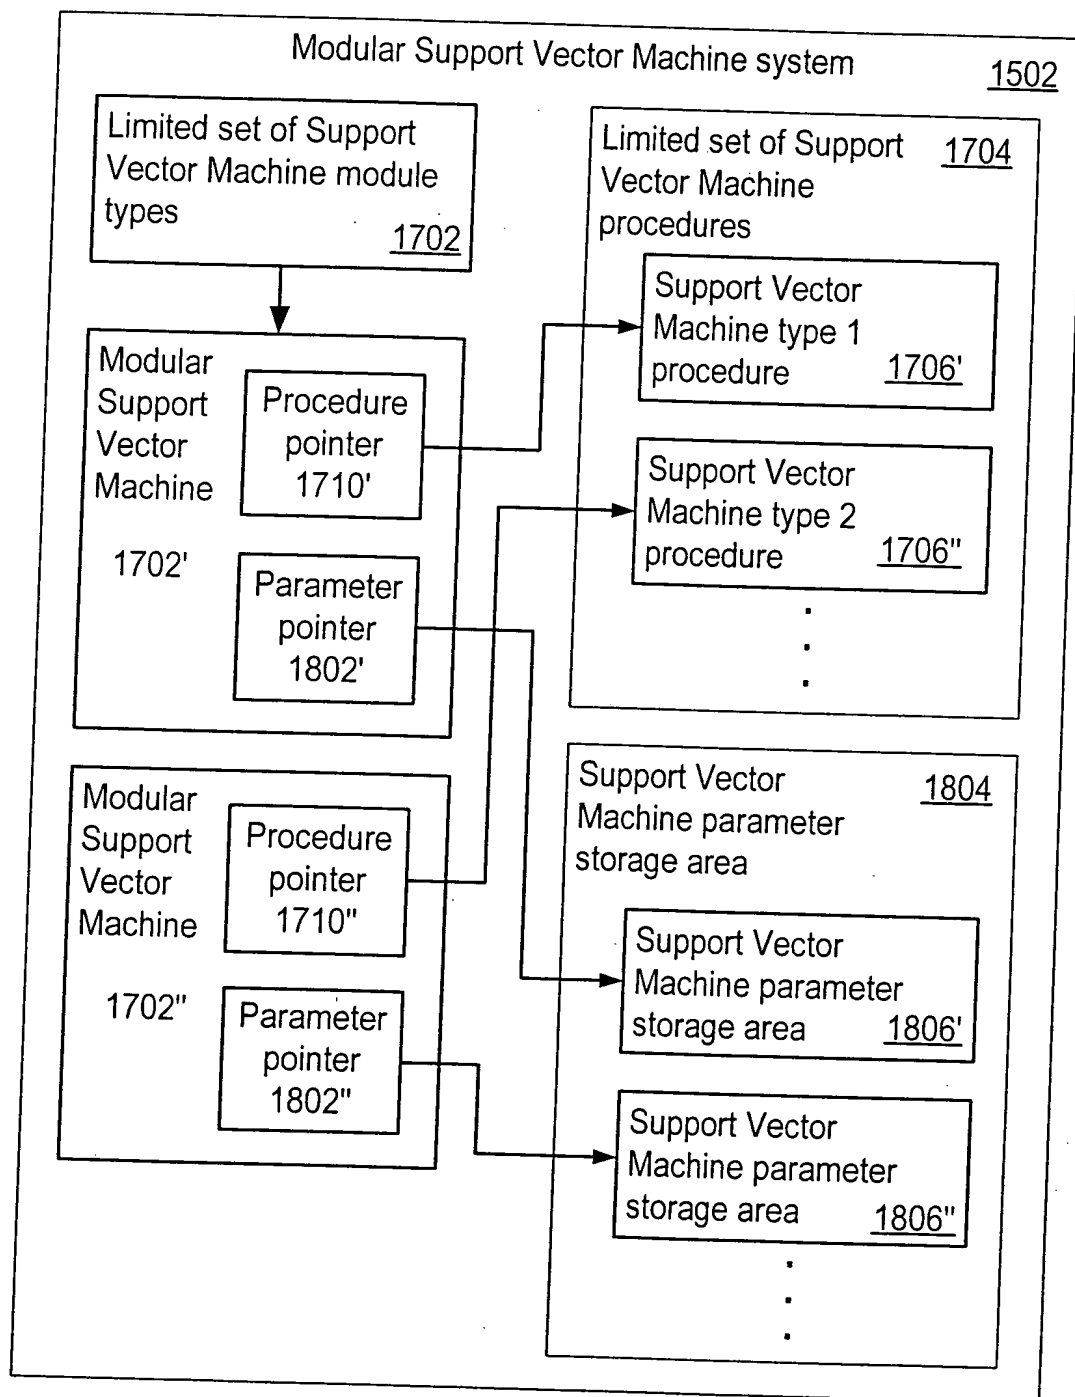 Modular Support Vector Machine system
1502
Limited set of Support
Vector Machine module
types
1702
Limited set of Support
Vector Machine
procedures
1704
Support Vector
Machine type 1
procedure
1706'
Support Vector
Machine type 2
procedure
1706"
Modular
Support
Vector
Machine
1702'
Procedure
pointer
1710'
Parameter
pointer
1802'
Modular
Support
Vector
Machine
1702"
Procedure
pointer
1710"
Parameter
pointer
1802"
Support Vector
Machine parameter
storage area
1804
Support Vector
Machine parameter
storage area
1806'
Support Vector
Machine parameter
storage area
1806"